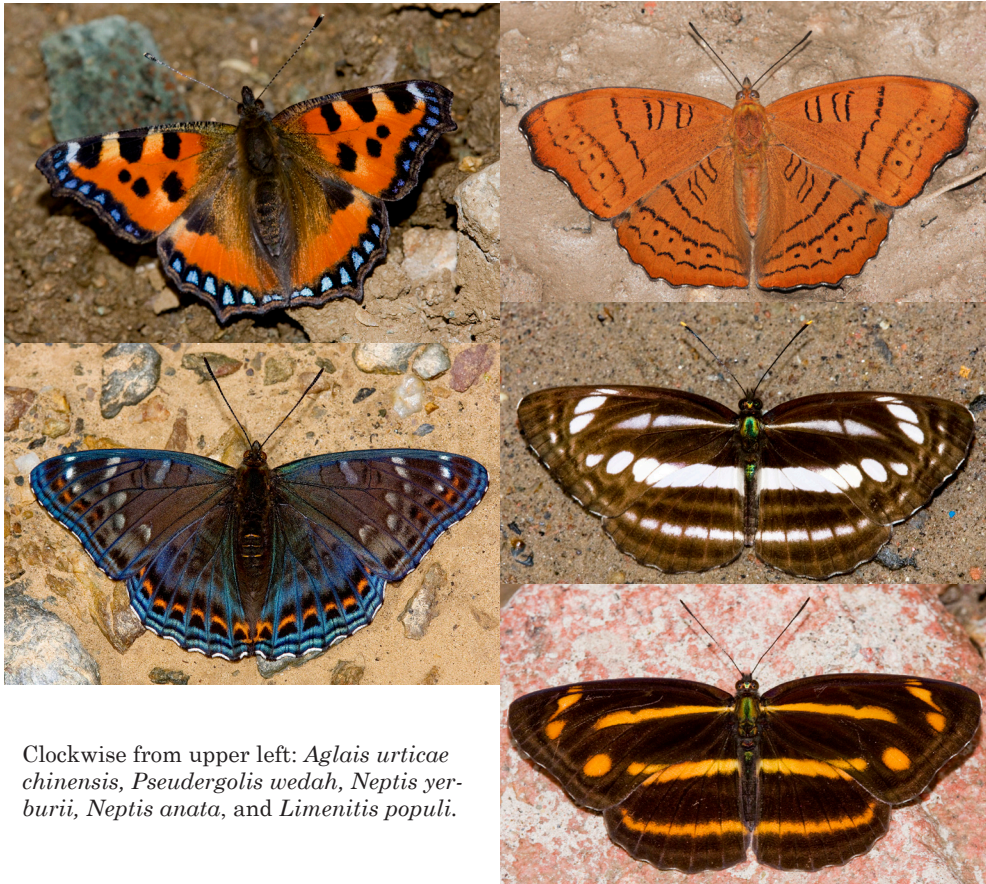 Clockwise from upper left: Aglais urticae
chinensis, Pseudergolis wedah, Neptis yer-
burii, Neptis anata, and Limenitis populi.